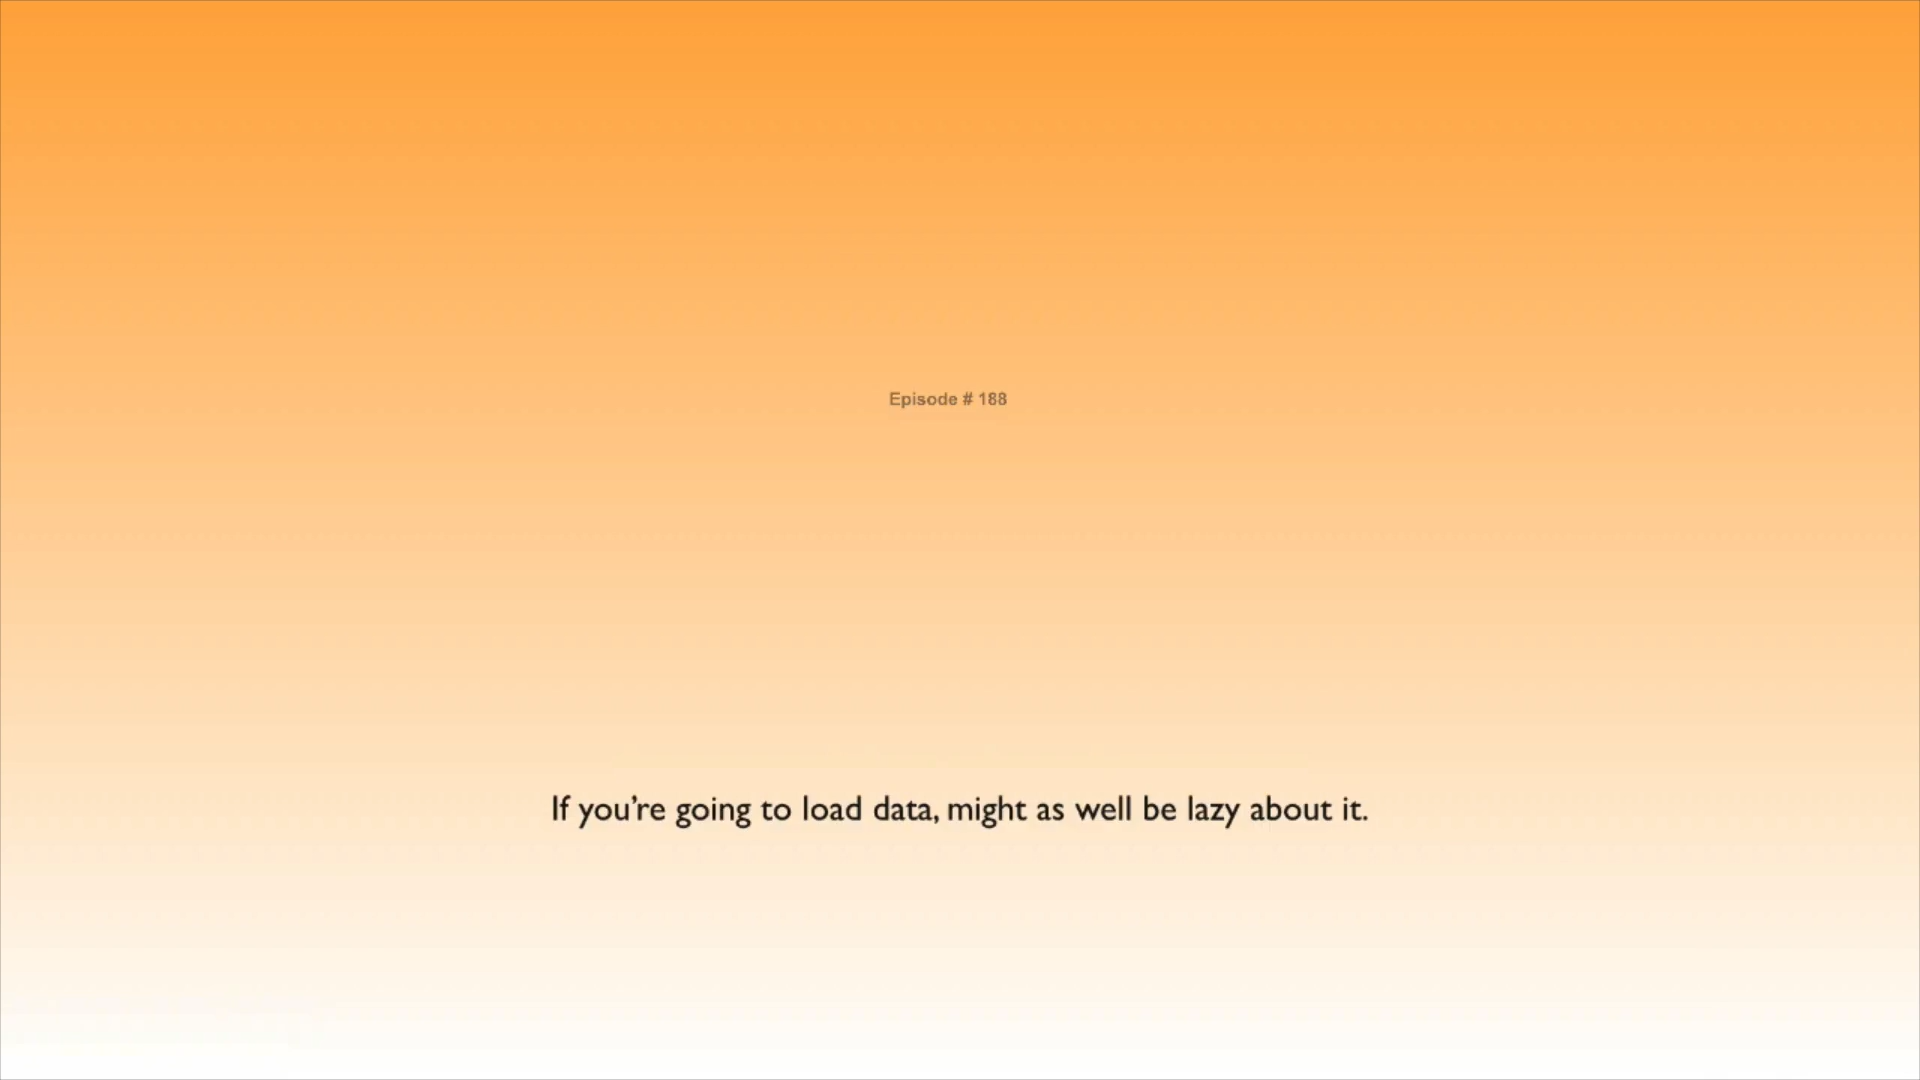 Episode # 188
If you're going to load data, might as well be lazy about it.